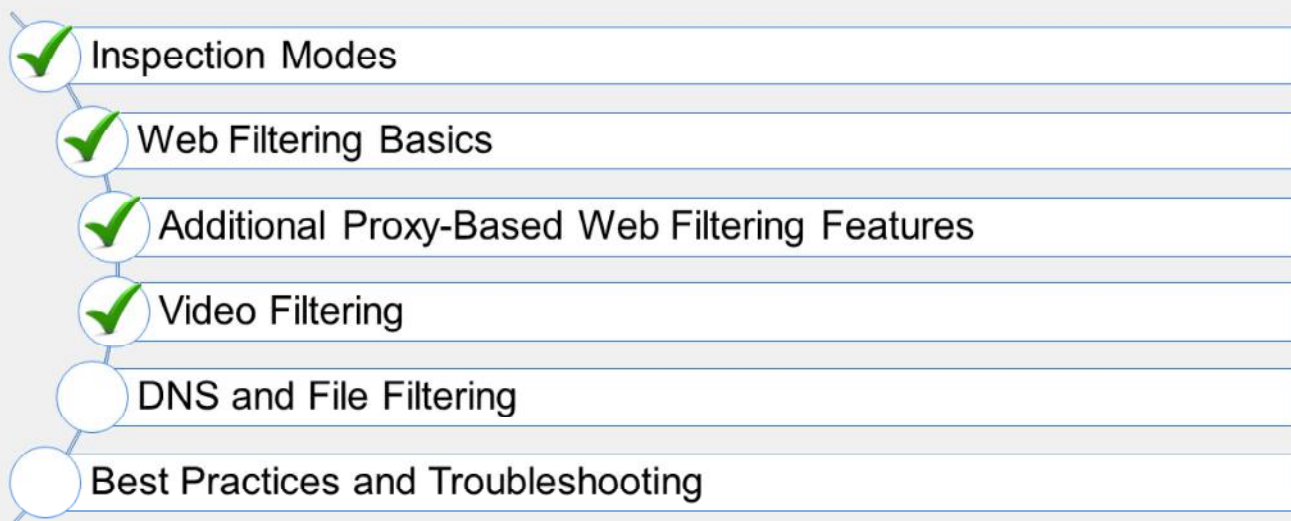 Inspection Modes
Web Filtering Basics
Additional Proxy-Based Web Filtering Features
Video Filtering
DNS and File Filtering
Best Practices and Troubleshooting